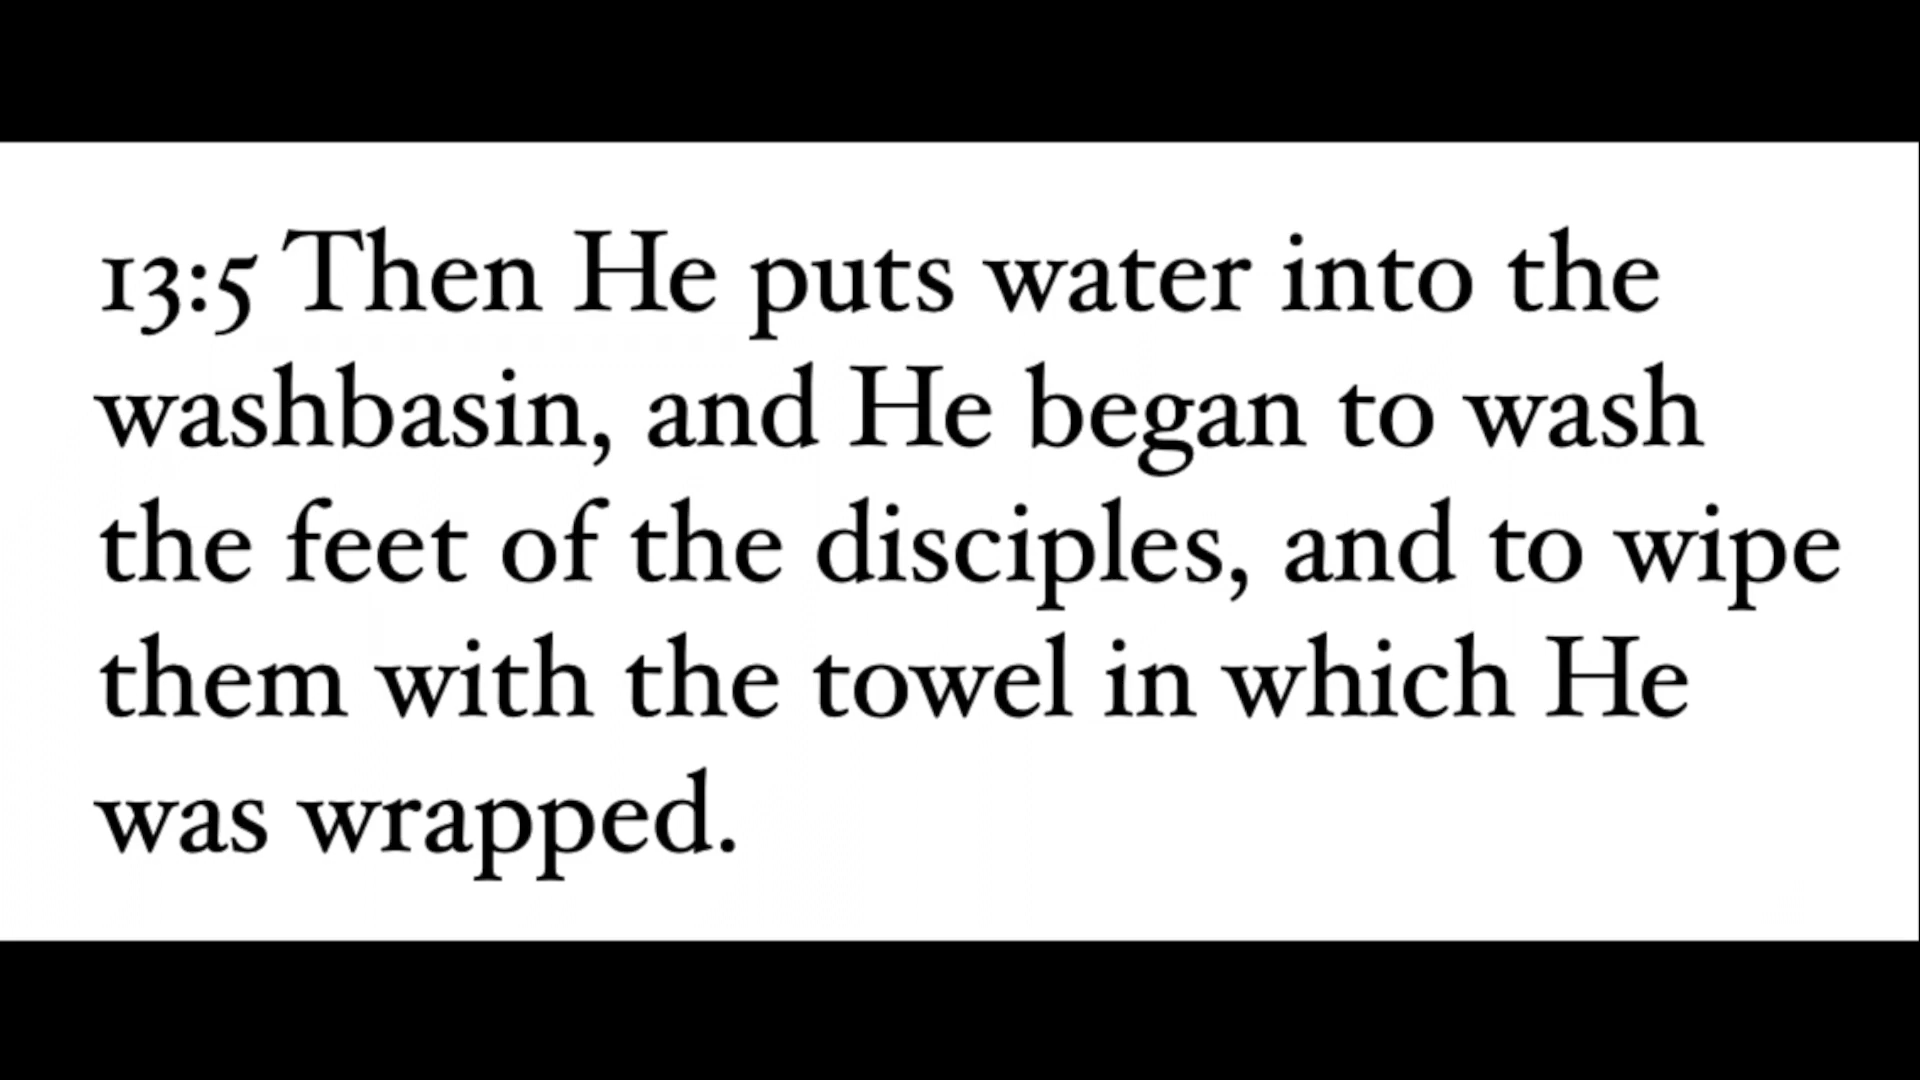 13:5 Then He puts water into the
washbasin, and He began to wash
the feet of the disciples, and to wipe
them with the towel in which He
was wrapped.